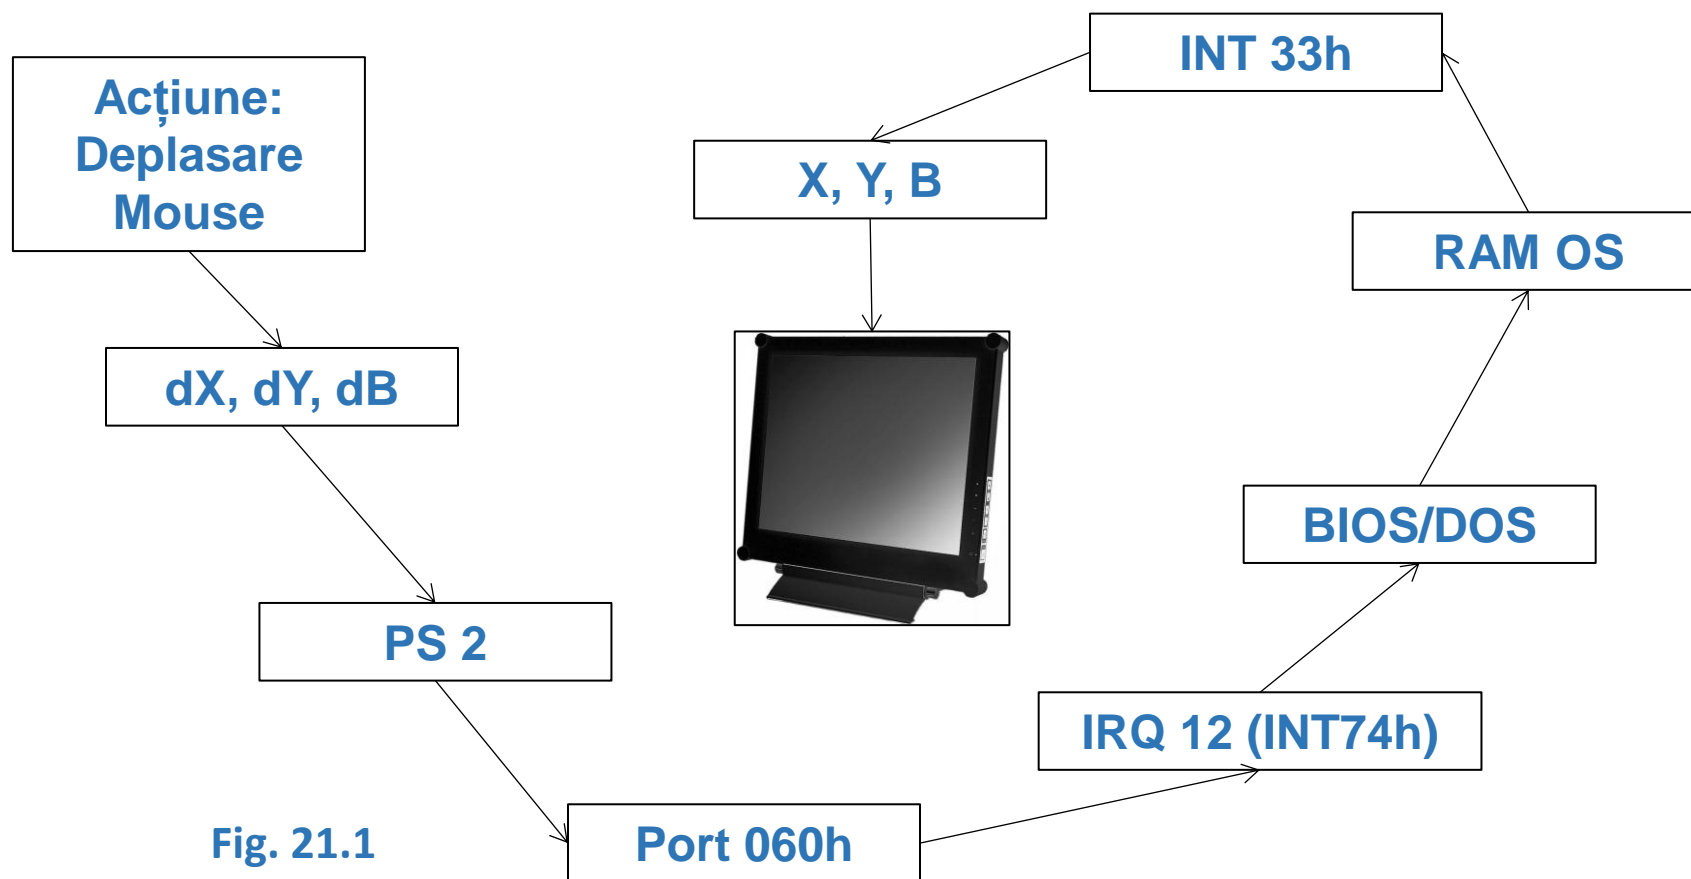 Acțiune:
Deplasare
Mouse
dX, dY, dB
PS 2
Port 060h
IRQ 12 (INT74h)
BIOS/DOS
RAM OS
INT 33h
X, Y, B
Fig. 21.1